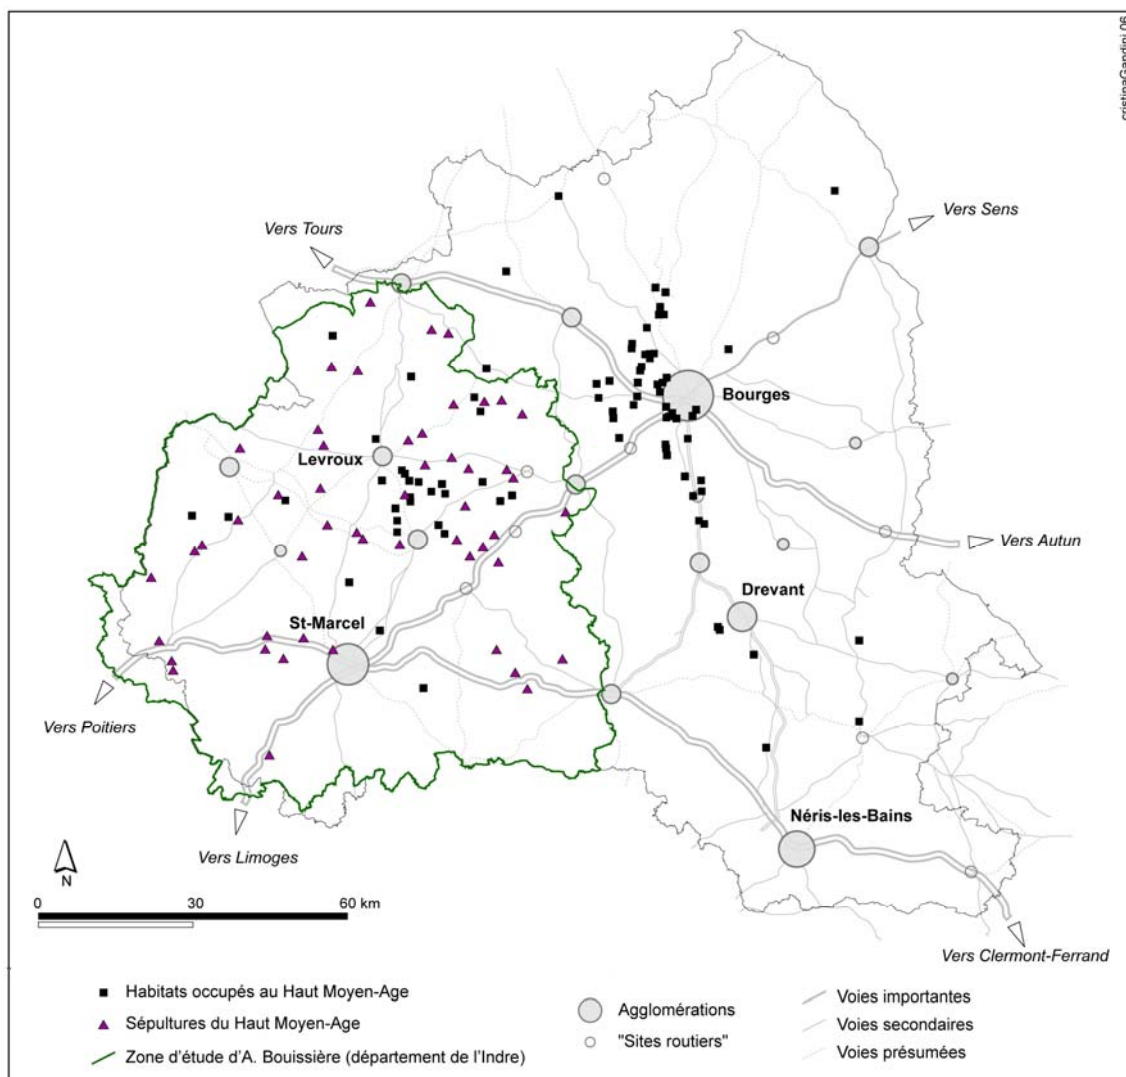 cristinaGandini 06
Vers Tours
Vers Sens
Bourges
Levroux
Vers Autun
Drevant
St-Marcel
Vers Poitiers
Néris-les-Bains
Vers Limoges
N
0 30 60 km
Vers Clermont-Ferrand
Habitats occupés au Haut Moyen-Age
Sépultures du Haut Moyen-Age
Zone d'étude d'A. Bouissière (département de l'Indre)
Agglomérations
"Sites routiers"
Voies importantes
Voies secondaires
Voies présumées